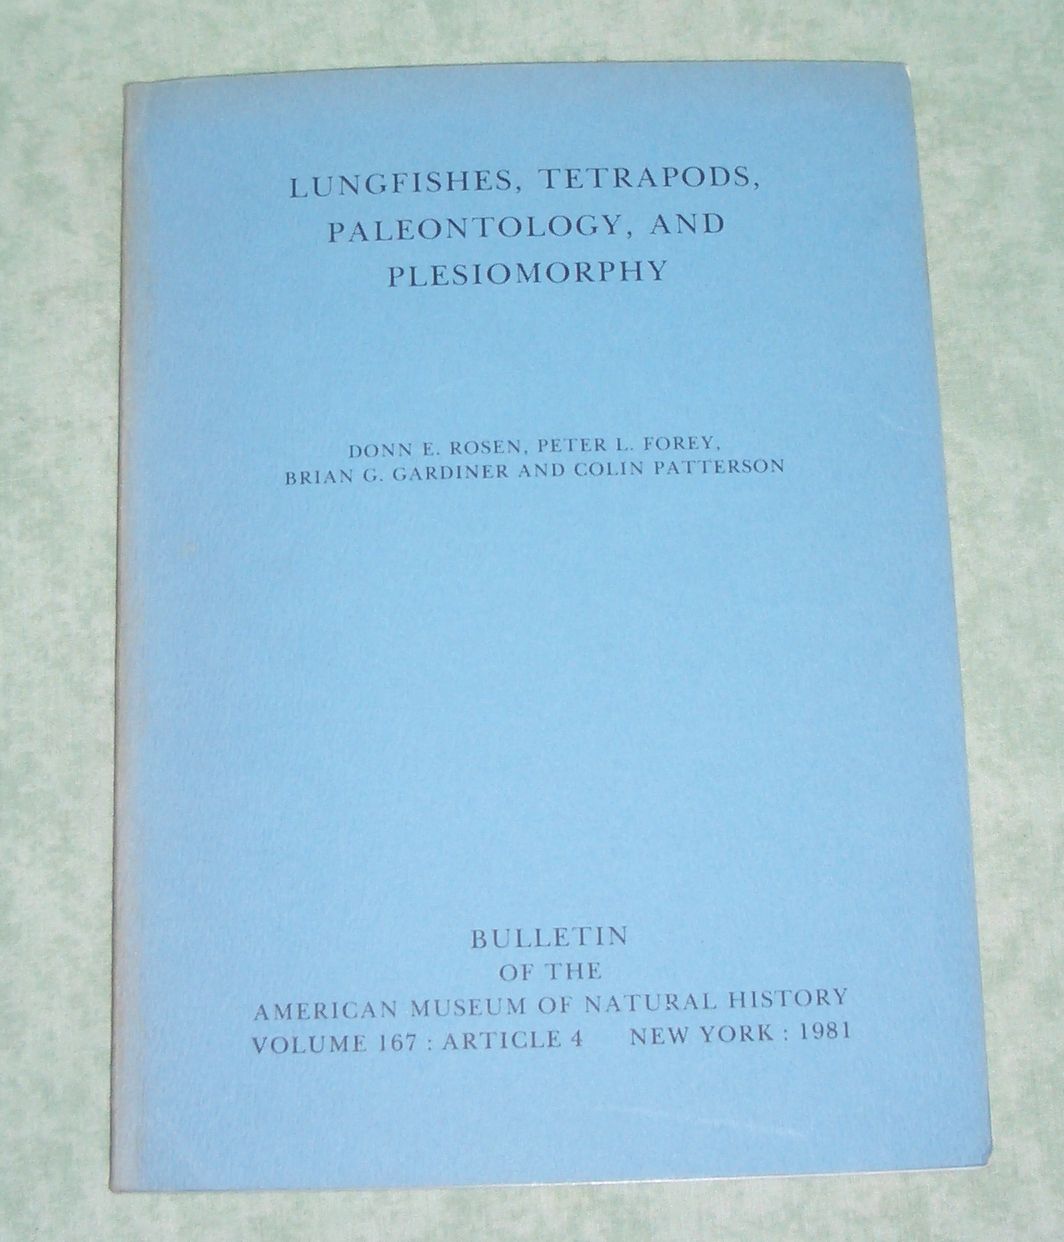 LUNGFISHES, TETRAPODS,
PALEONTOLOGY, AND
PLESIOMORPHY
DONN E. ROSEN, PETER L. FOREY,
BRIAN G. GARDINER AND COLIN PATTERSON
BULLETIN
OF THE
AMERICAN MUSEUM OF NATURAL HISTORY
VOLUME 167 : ARTICLE 4 NEW YORK : 1981